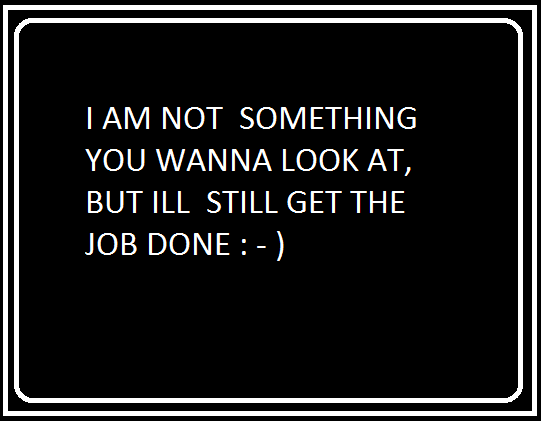 I AM NOT  SOMETHING
YOU WANNA LOOK AT,
BUT ILL  STILL GET THE
JOB DONE : - )